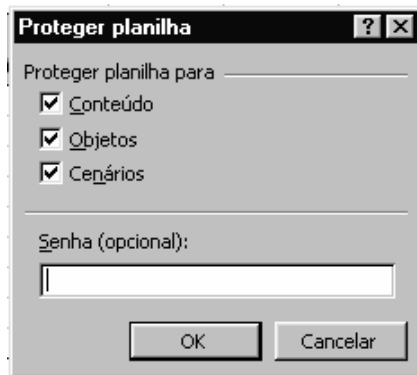 Proteger planilha
Proteger planilha para
Conteúdo
Objetos
Cenários
Senha (opcional):
OK Cancelar